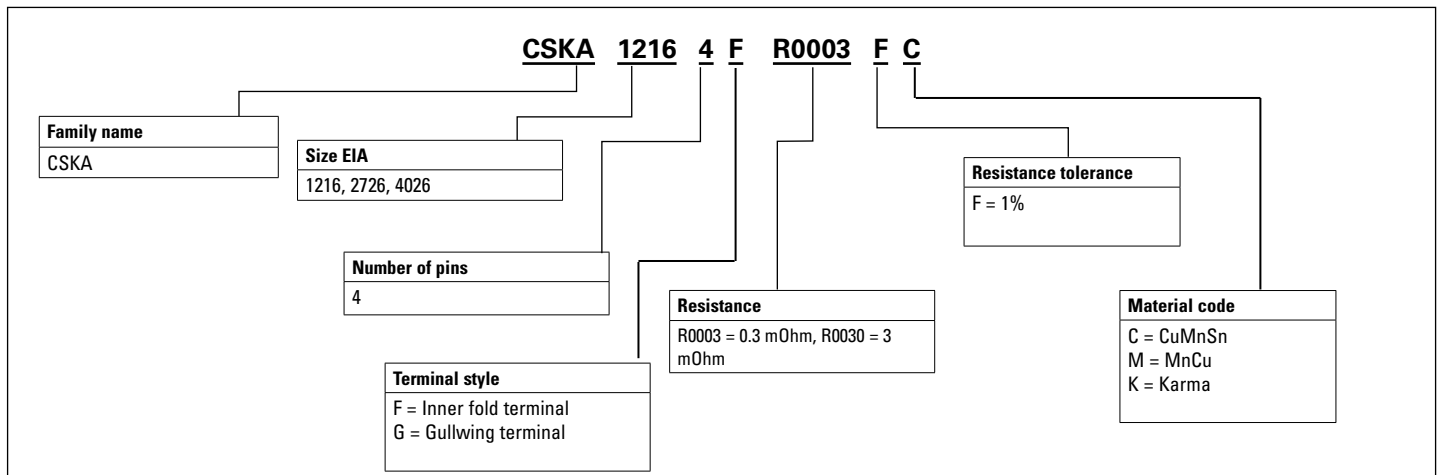 CSKA 1216 4 F R0003 F C
Family name
CSKA
Size EIA
1216, 2726, 4026
Number of pins
4
Terminal style
F = Inner fold terminal
G = Gullwing terminal
Resistance
R0003 = 0.3 mOhm, R0030 = 3
mOhm
Resistance tolerance
F = 1%
Material code
C = CuMnSn
M = MnCu
K = Karma